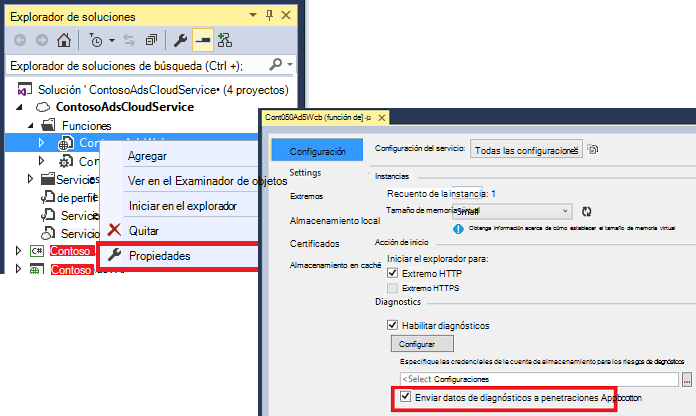 Explorador de soluciones
Explorador de soluciones de búsqueda (Ctrl +);
Solución ' ContosoAdsCloudService• (4 proyectos)
ContosoAdsCloudService
Funciones
Servicios
de perfil
Servicio
Servicio
C# Contoso
Contoso
Agregar
Ver en el Examinador de objetos
Iniciar en el explorador
Quitar
Propiedades
Cont050Ad5Wcb (función de]
Configuración
Settings
Extremos
Almacenamiento local
Certificados
Almacenamiento en caché
Configuración del servicio: Todas las configuraciones
Instancias
Recuento de la instancia: 1
Tamaño de memoria virtual Small
Obtenga información acerca de cómo establecer el tamaño de memoria virtual
Acción de inicio
Iniciar el explorador para:
Extremo HTTP
Extremo HTTPS
Diagnostics
Habilitar diagnósticos
Configurar
Especifique las credenciales de la cuenta de almacenamiento para los riesgos de diagnósticos
<Select Configuraciones ...
Enviar datos de diagnósticos a penetraciones Appbcotton